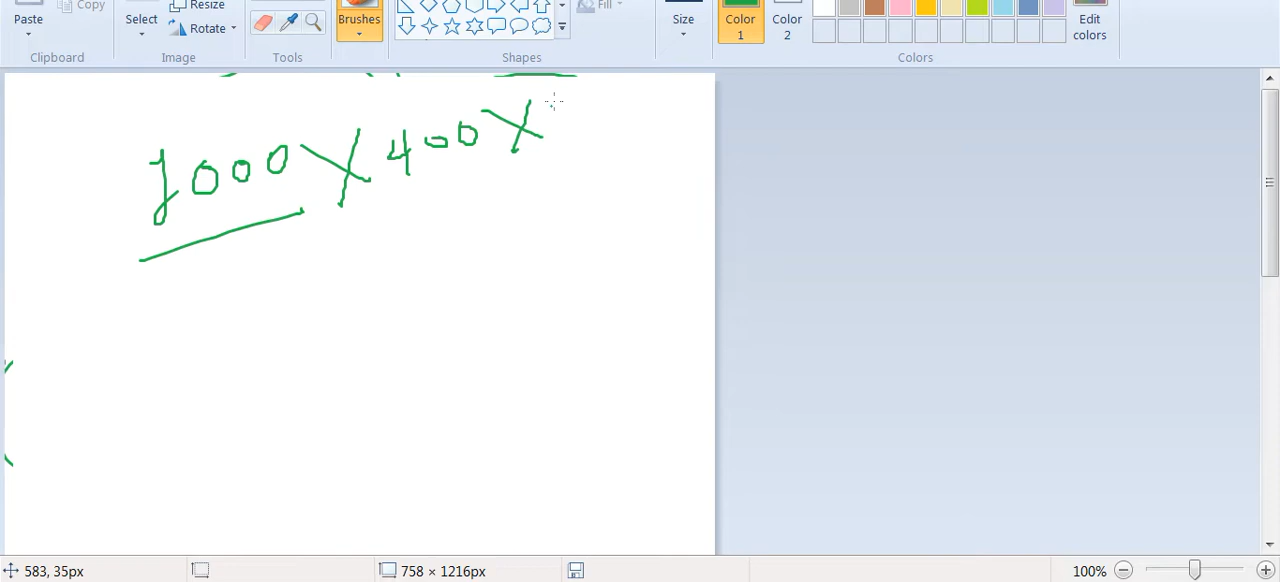 Paste
Clipboard
Copy
Select
Resize
Rotate
Image
Tools
Brushes
Shapes
Fill
Size
Color 1
Color 2
Edit colors
Colors
1000 X 400 X
583, 35px
758 × 1216px
100%